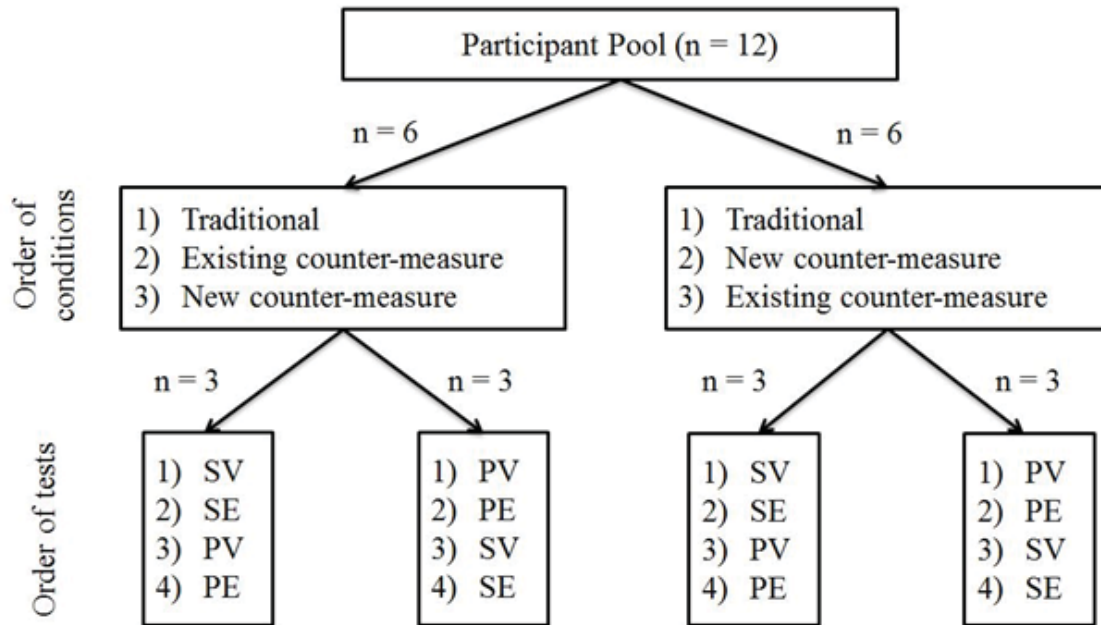 Participant Pool (n = 12)
n = 6
n = 6
Order of
conditions
1) Traditional
2) Existing counter-measure
3) New counter-measure
1) Traditional
2) New counter-measure
3) Existing counter-measure
n = 3
n = 3
n = 3
n = 3
Order of tests
1) SV
2) SE
3) PV
4) PE
1) PV
2) PE
3) SV
4) SE
1) SV
2) SE
3) PV
4) PE
1) PV
2) PE
3) SV
4) SE